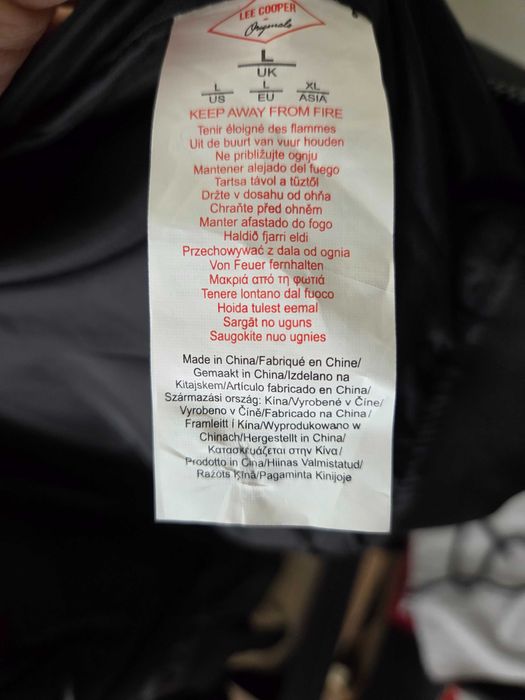 LEE COOPER
Originals
L
UK
L
US
L
EU
XL
ASIA
KEEP AWAY FROM FIRE
Tenir éloigné des flammes
Uit de buurt van vuur houden
Ne približujte ognju
Mantener alejado del fuego
Tartsa távol a tűztől
Držte v dosahu od ohňa
Chraňte před ohněm
Manter afastado do fogo
Haldið fjarri eldi
Przechowywać z dala od ognia
Von Feuer fernhalten
Μακριά από τη φωτιά
Tenere lontano dal fuoco
Hoida tulest eemal
Sargāt no uguns
Saugokite nuo ugnies
Made in China/Fabriqué en Chine/
Gemaakt in China/Izdelano na
Kitajskem/Artículo fabricado en China/
Származási ország: Kína/Vyrobené v Číne/
Vyrobeno v Číně/Fabricado na China/
Framleitt í Kína/Wyprodukowano w
Chinach/Hergestellt in China/
Κατασκευάζεται στην Κίνα/
Prodotto in Cina/Hiinas Valmistatud/
Ražots Ķīnā/Pagaminta Kinijoje